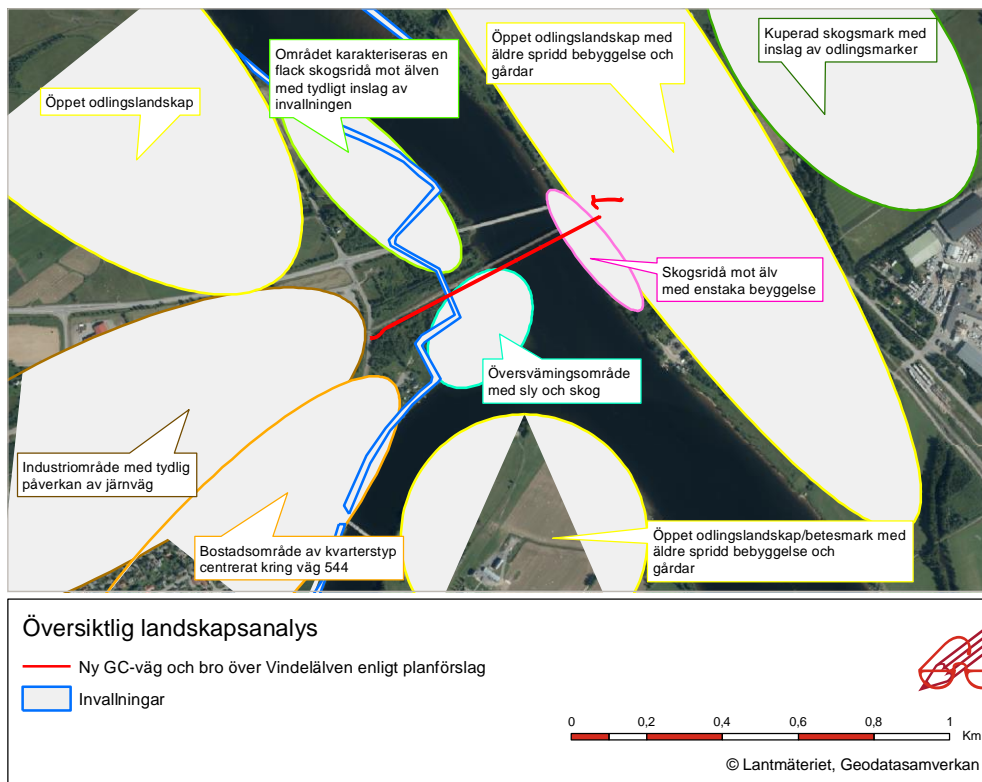 Öppet odlingslandskap
Området karakteriseras en
flack skogsridå mot älven
med tydligt inslag av
invallningen
Öppet odlingslandskap med
äldre spridd bebyggelse och
gårdar
Kuperad skogsmark med
inslag av odlingsmarker
Skogsridå mot älv
med enstaka beyggelse
Översvämingsområde
med sly och skog
Industriområde med tydlig
påverkan av järnväg
Bostadsområde av kvarterstyp
centrerat kring väg 544
Öppet odlingslandskap/betesmark med
äldre spridd bebyggelse och
gårdar
Översiktlig landskapsanalys
Ny GC-väg och bro över Vindelälven enligt planförslag
Invallningar
0 0,2 0,4 0,6 0,8 1
Km
© Lantmäteriet, Geodatasamverkan